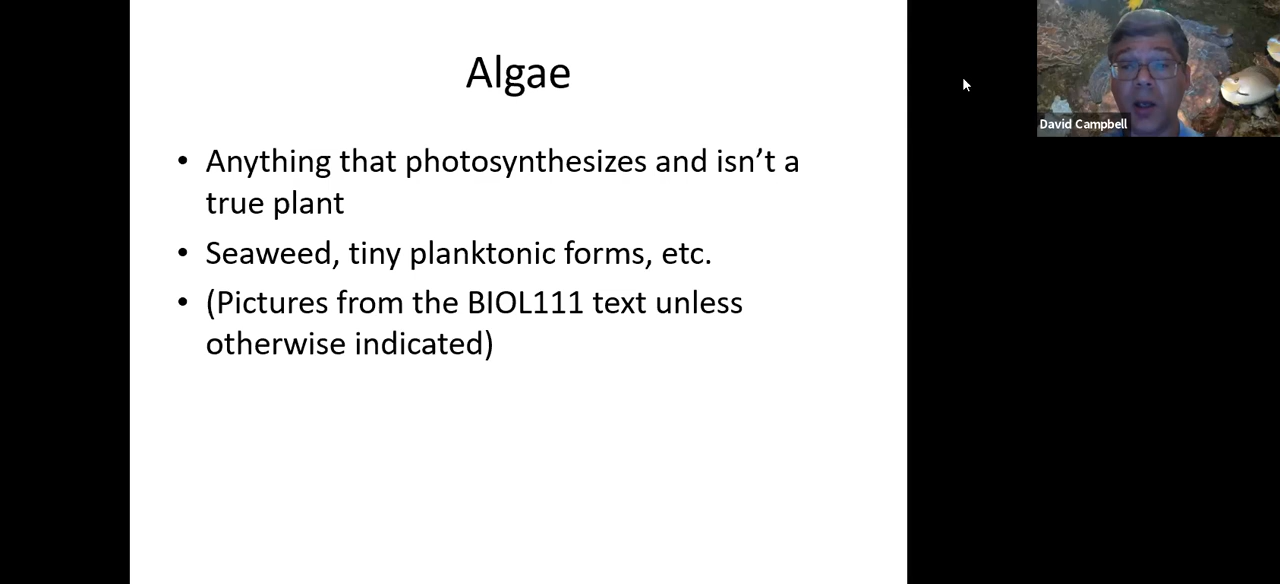 Algae
• Anything that photosynthesizes and isn’t a
true plant
• Seaweed, tiny planktonic forms, etc.
• (Pictures from the BIOL111 text unless
otherwise indicated)
David Campbell